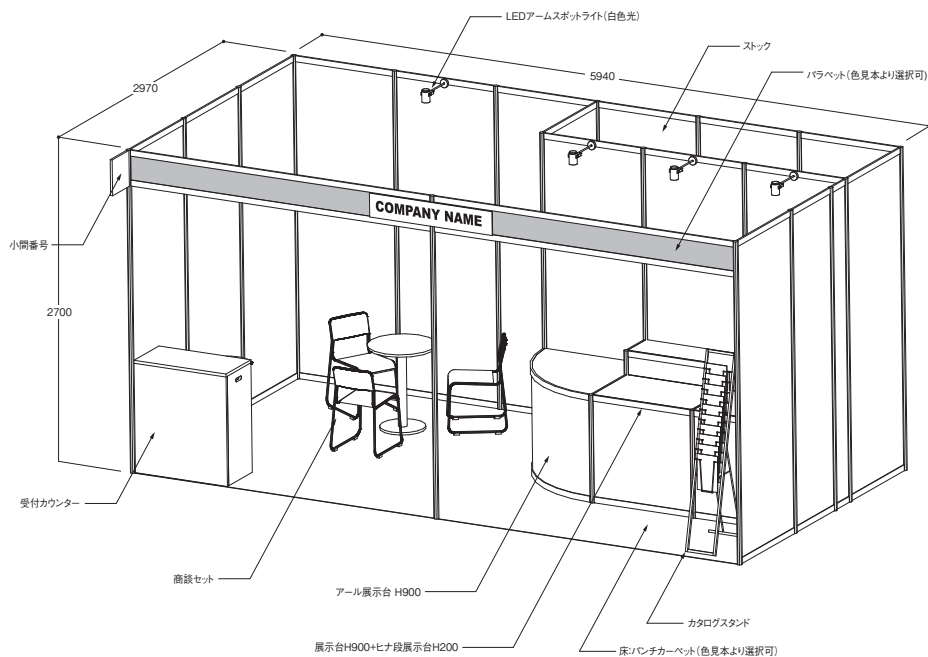 LEDアームスポットライト(白色光)
ストック
パラペット(色見本より選択可)
2970
5940
小間番号
COMPANY NAME
2700
受付カウンター
商談セット
アール展示台 H900
カタログスタンド
展示台H900+ヒナ段展示台H200
床:パンチカーペット(色見本より選択可)